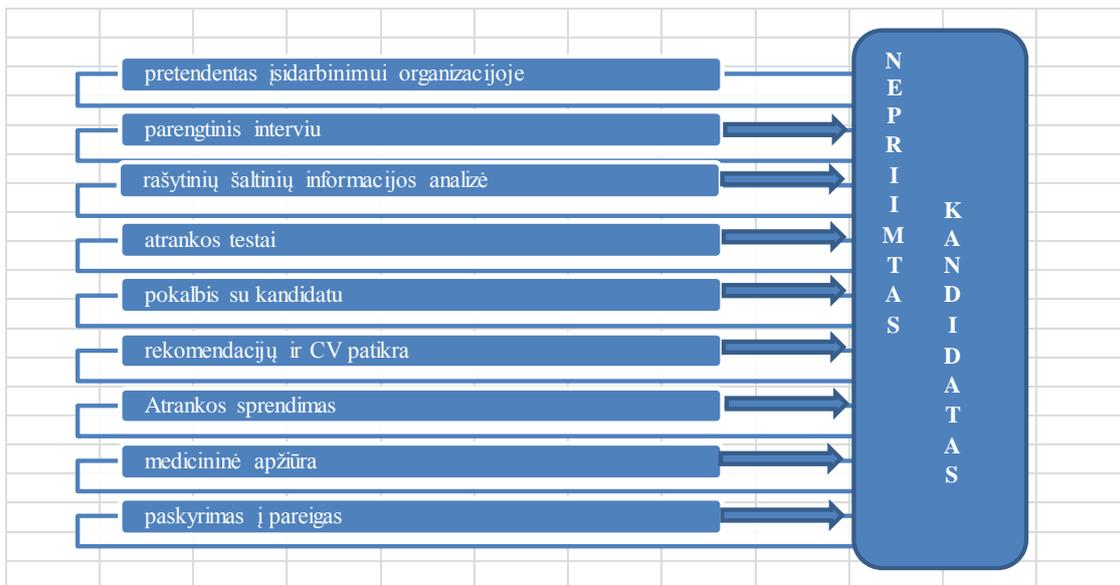 pretendentas įsidarbinimui organizacijoje
parengtinis interviu
rašytinių šaltinių informacijos analizė
atrankos testai
pokalbis su kandidatu
rekomendacijų ir CV patikra
Atrankos sprendimas
medicininė apžiūra
paskyrimas į pareigas
NEPRIIMTAS
KANDIDATAS